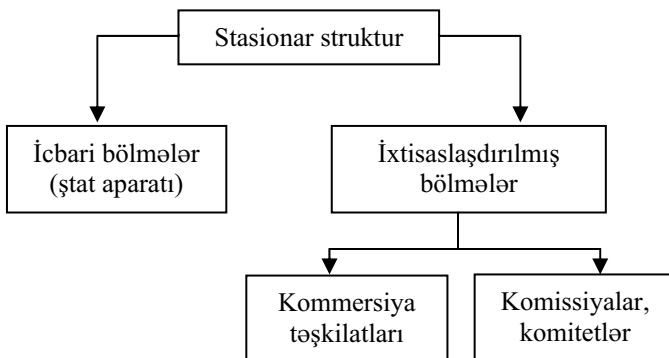 Stasionar struktur
İcbari bölmələr
(ştat aparatı)
İxtisaslaşdırılmış
bölmələr
Kommersiya
təşkilatları
Komissiyalar,
komitetlər